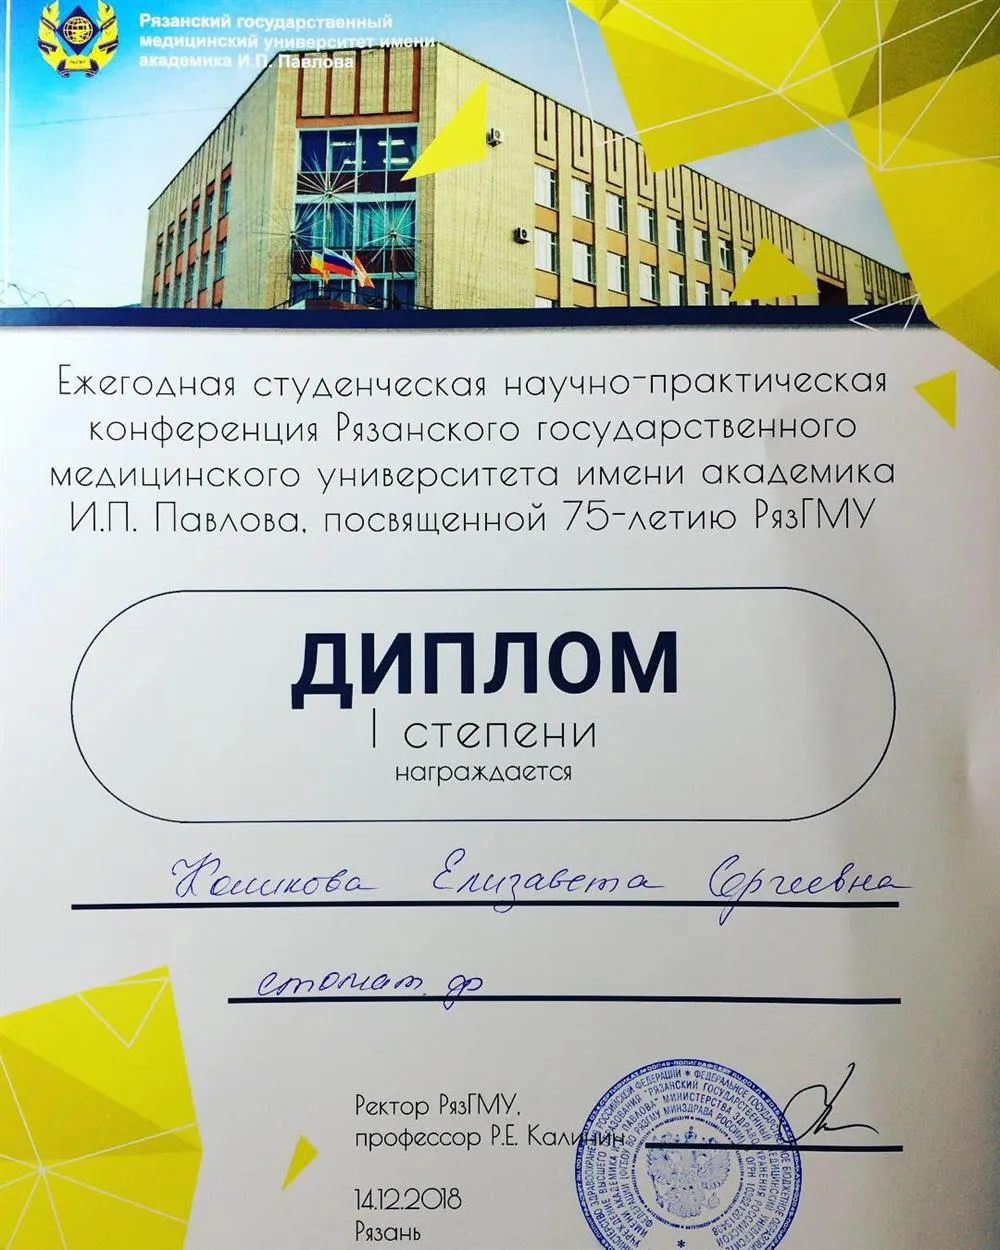 Рязанский государственный
медицинский университет имени
академика И.П. Павлова
Ежегодная студенческая научно-практическая
конференция Рязанского государственного
медицинского университета имени академика
И.П. Павлова, посвященной 75-летию РязГМУ
ДИПЛОМ
I степени
награждается
Елизавета Сергеевна
стомат. ф
Ректор РязГМУ,
профессор Р.Е. Калинин
14.12.2018
Рязань